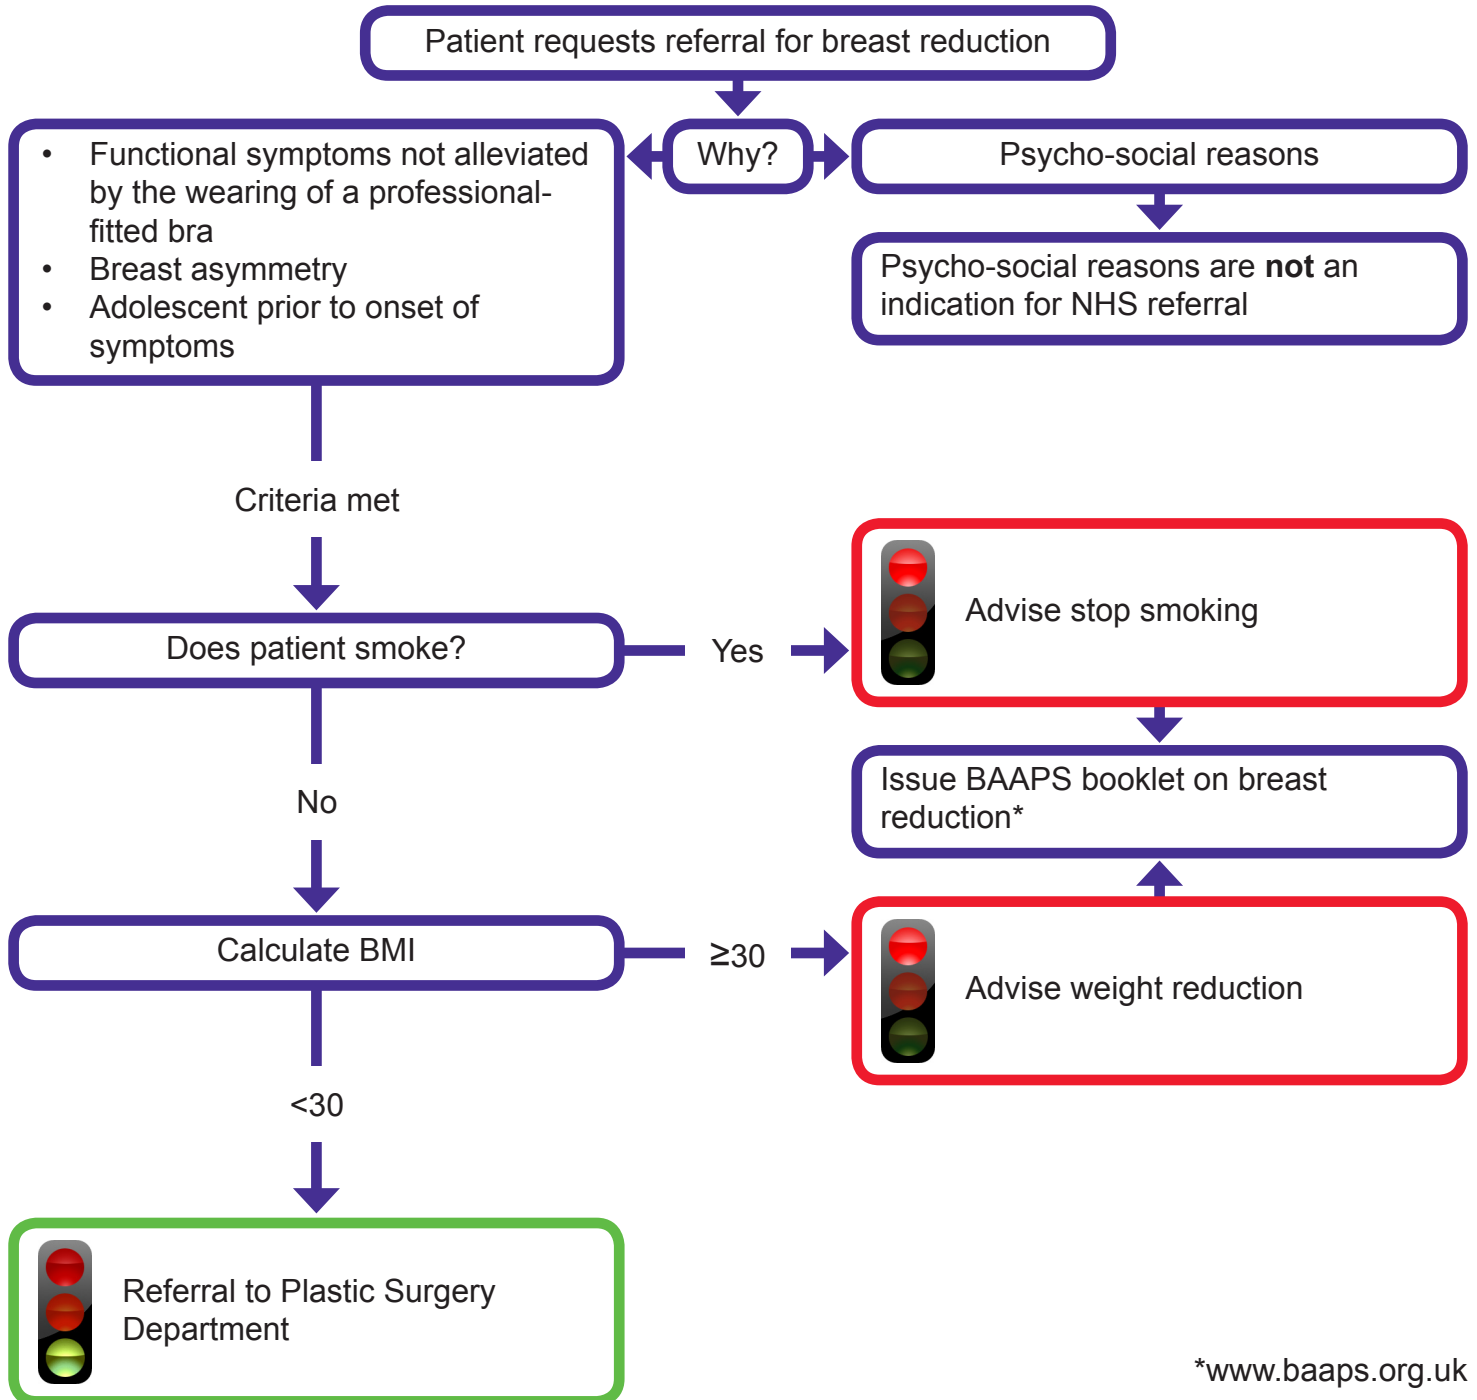 Patient requests referral for breast reduction
Why?
• Functional symptoms not alleviated
by the wearing of a professional-
fitted bra
• Breast asymmetry
• Adolescent prior to onset of
symptoms
Psycho-social reasons
Psycho-social reasons are not an
indication for NHS referral
Criteria met
Does patient smoke?
Yes
Advise stop smoking
Issue BAAPS booklet on breast
reduction*
No
Calculate BMI
≥30
Advise weight reduction
<30
Referral to Plastic Surgery
Department
*www.baaps.org.uk